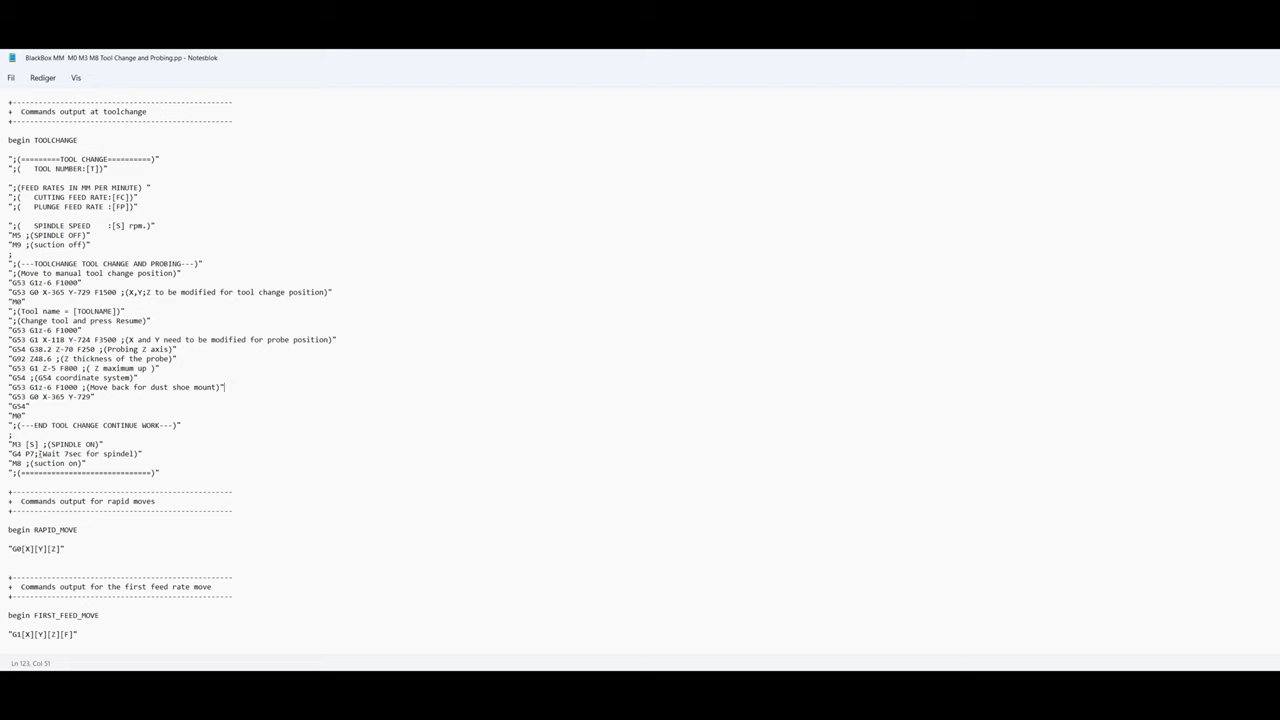 BlackBox MM  M0 M3 M8 Tool Change and Probing.pp - Notesblok
Fil Rediger Vis
+---------------------------------------------------
+  Commands output at toolchange
+---------------------------------------------------
begin TOOLCHANGE
";(=========TOOL CHANGE==========)"
";(   TOOL NUMBER:[T])"
";(FEED RATES IN MM PER MINUTE) "
";(   CUTTING FEED RATE:[FC])"
";(   PLUNGE FEED RATE :[FP])"
";(   SPINDLE SPEED    :[S] rpm.)"
"M5 ;(SPINDLE OFF)"
"M9 ;(suction off)"
;
";(---TOOLCHANGE TOOL CHANGE AND PROBING---)"
";(Move to manual tool change position)"
"G53 G1z-6 F1000"
"G53 G0 X-365 Y-729 F1500 ;(X,Y;Z to be modified for tool change position)"
"M0"
";(Tool name = [TOOLNAME])"
";(Change tool and press Resume)"
"G53 G1z-6 F1000"
"G53 G1 X-118 Y-724 F3500 ;(X and Y need to be modified for probe position)"
"G54 G38.2 Z-70 F250 ;(Probing Z axis)"
"G92 Z48.6 ;(Z thickness of the probe)"
"G53 G1 Z-5 F800 ;( Z maximum up )"
"G54 ;(G54 coordinate system)"
"G53 G1z-6 F1000 ;(Move back for dust shoe mount)"
"G53 G0 X-365 Y-729"
"G54"
"M0"
";(---END TOOL CHANGE CONTINUE WORK---)"
;
"M3 [S] ;(SPINDLE ON)"
"G4 P7;[Wait 7sec for spindel)"
"M8 ;(suction on)"
";(==============================)"
+---------------------------------------------------
+  Commands output for rapid moves
+---------------------------------------------------
begin RAPID_MOVE
"G0[X][Y][Z]"
+---------------------------------------------------
+  Commands output for the first feed rate move
+---------------------------------------------------
begin FIRST_FEED_MOVE
"G1[X][Y][Z][F]"
Ln 123, Col 51